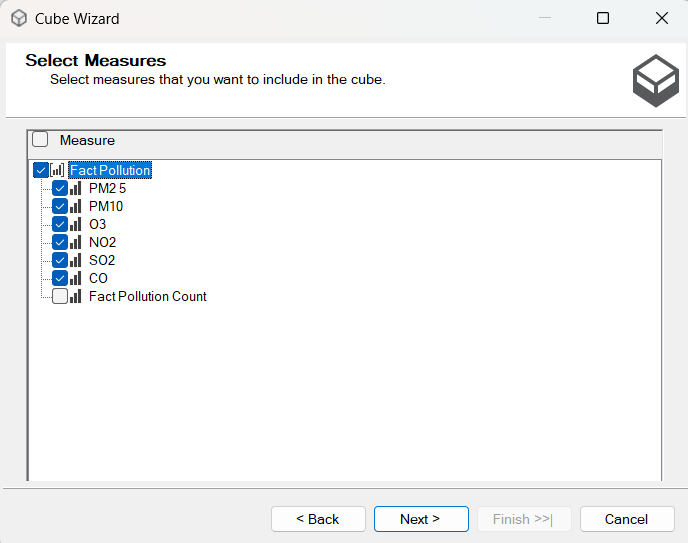 Cube Wizard
Select Measures
Select measures that you want to include in the cube.
Measure
Fact Pollution
PM2 5
PM10
O3
NO2
SO2
CO
Fact Pollution Count
< Back
Next >
Finish >>|
Cancel